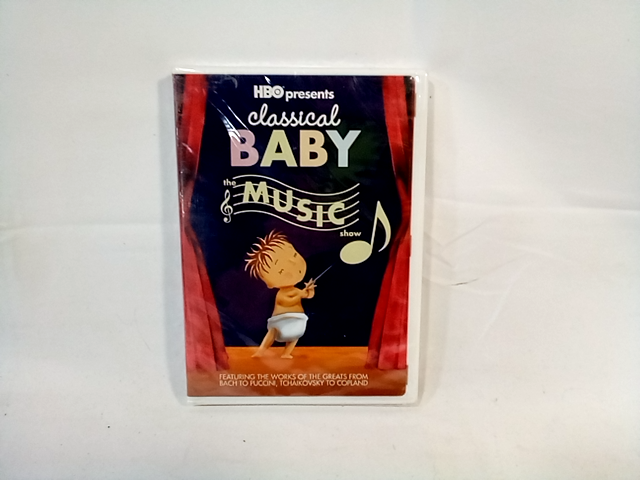 HBO presents
classical
BABY
the
MUSIC
show
FEATURING THE WORKS OF THE GREATS FROM
BACH TO PUCCINI, TCHAIKOVSKY TO COPLAND